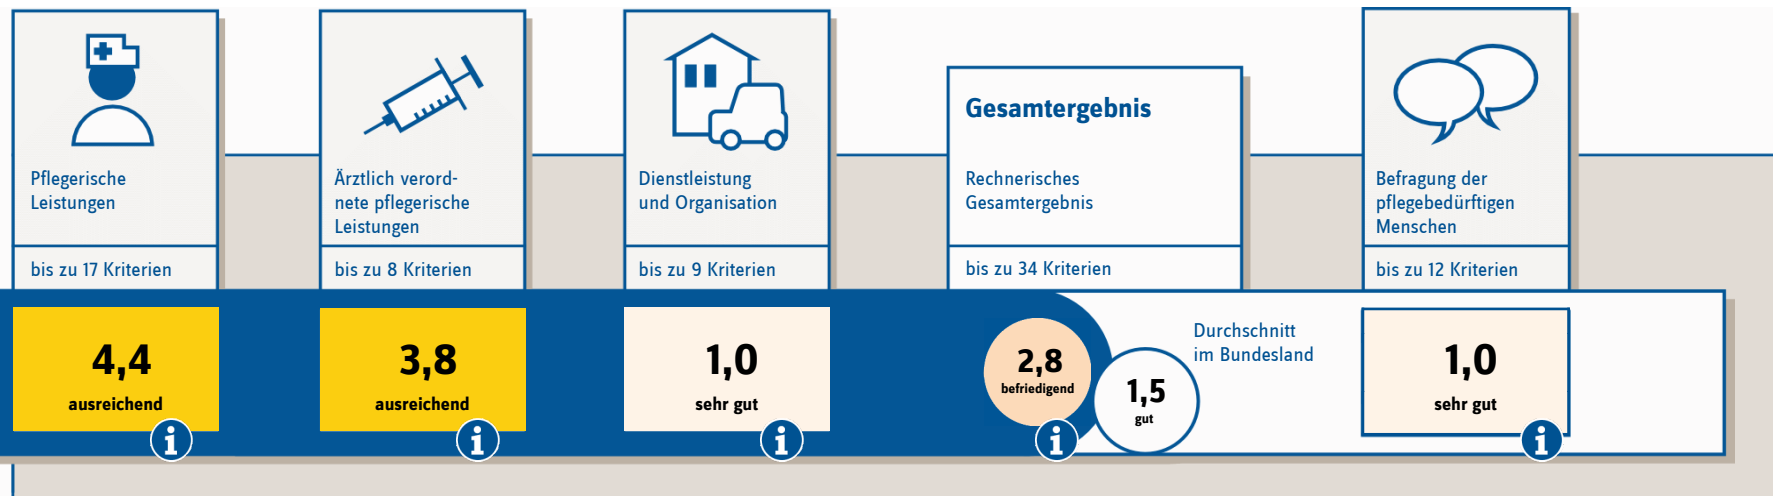 Pflegerische
Leistungen
bis zu 17 Kriterien
4,4
ausreichend
i
Ärztlich verord-
nete pflegerische
Leistungen
bis zu 8 Kriterien
3,8
ausreichend
i
Dienstleistung
und Organisation
bis zu 9 Kriterien
1,0
sehr gut
i
Gesamtergebnis
Rechnerisches
Gesamtergebnis
bis zu 34 Kriterien
2,8
befriedigend
i
1,5
gut
Durchschnitt
im Bundesland
Befragung der
pflegebedürftigen
Menschen
bis zu 12 Kriterien
1,0
sehr gut
i